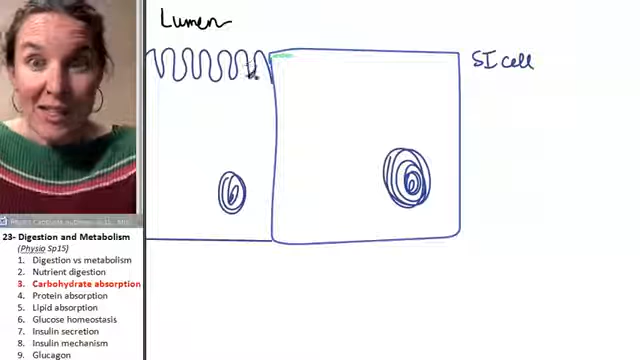 Lumen
SI cell
23- Digestion and Metabolism
(Physio Sp15)
1. Digestion vs metabolism
2. Nutrient digestion
3. Carbohydrate absorption
4. Protein absorption
5. Lipid absorption
6. Glucose homeostasis
7. Insulin secretion
8. Insulin mechanism
9. Glucagon